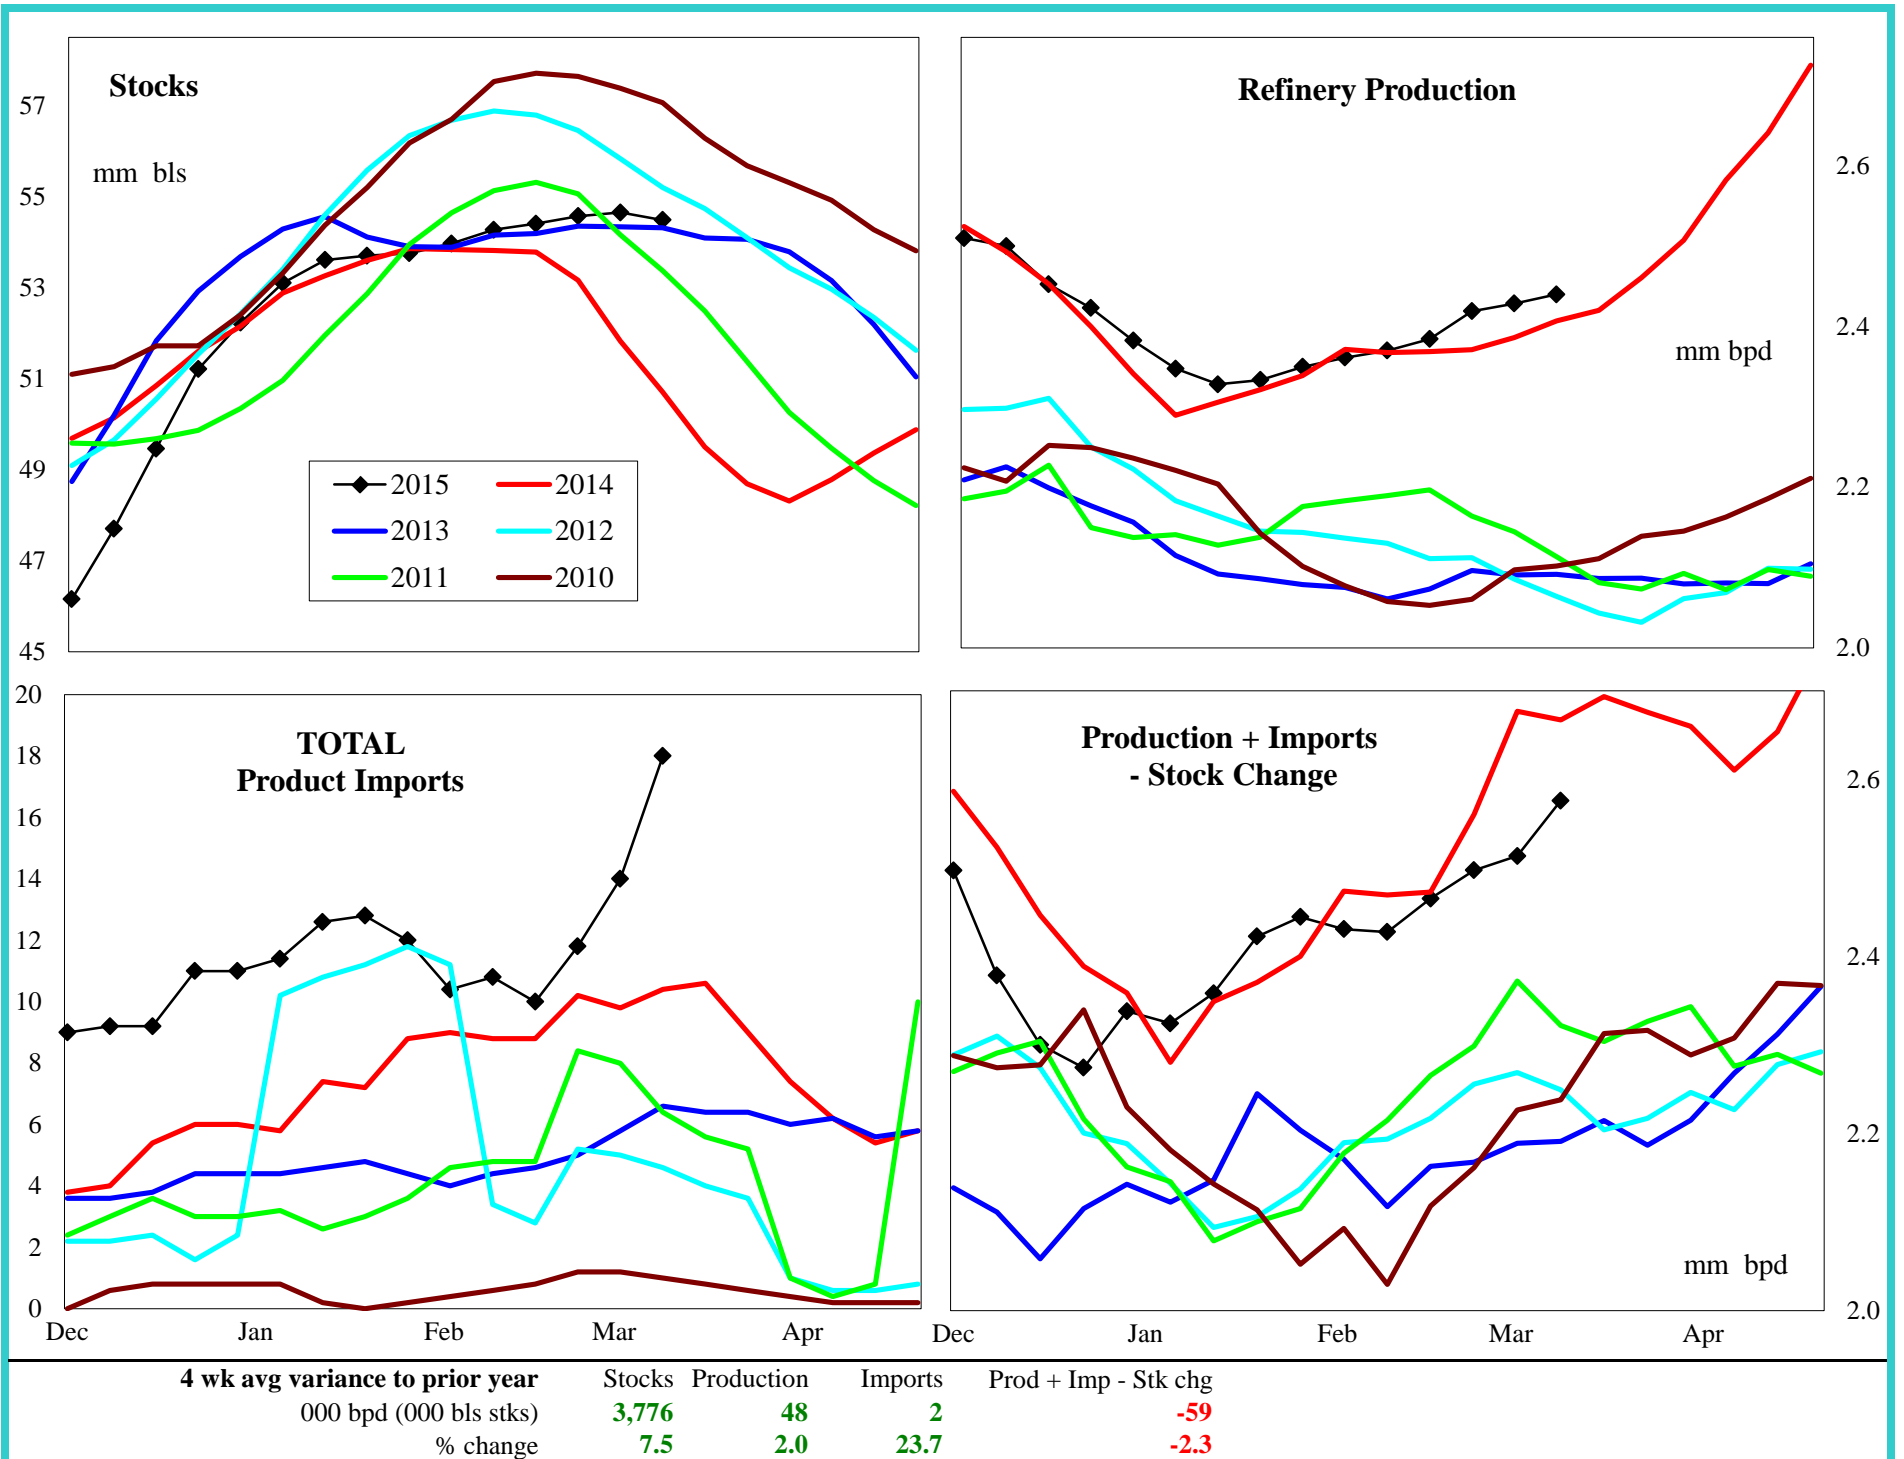 Stocks
mm bls
57
55
53
51
49
47
45
2015
2014
2013
2012
2011
2010
Refinery Production
mm bpd
2.6
2.4
2.2
2.0
TOTAL
Product Imports
20
18
16
14
12
10
8
6
4
2
0
Dec Jan Feb Mar Apr
Production + Imports
- Stock Change
mm bpd
2.6
2.4
2.2
2.0
Dec Jan Feb Mar Apr
4 wk avg variance to prior year Stocks Production Imports Prod + Imp - Stk chg
000 bpd (000 bls stks) 3,776 48 2 -59
% change 7.5 2.0 23.7 -2.3